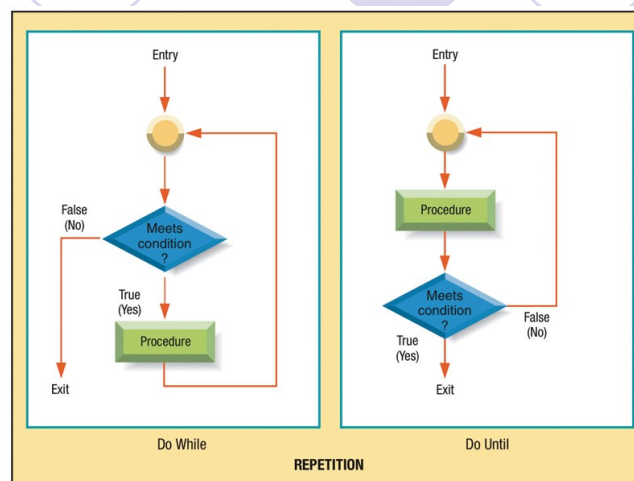 Entry
False
(No)
Meets
condition
?
True
(Yes)
Procedure
Exit
Do While
Entry
Procedure
Meets
condition
?
False
(No)
True
(Yes)
Exit
Do Until
REPETITION